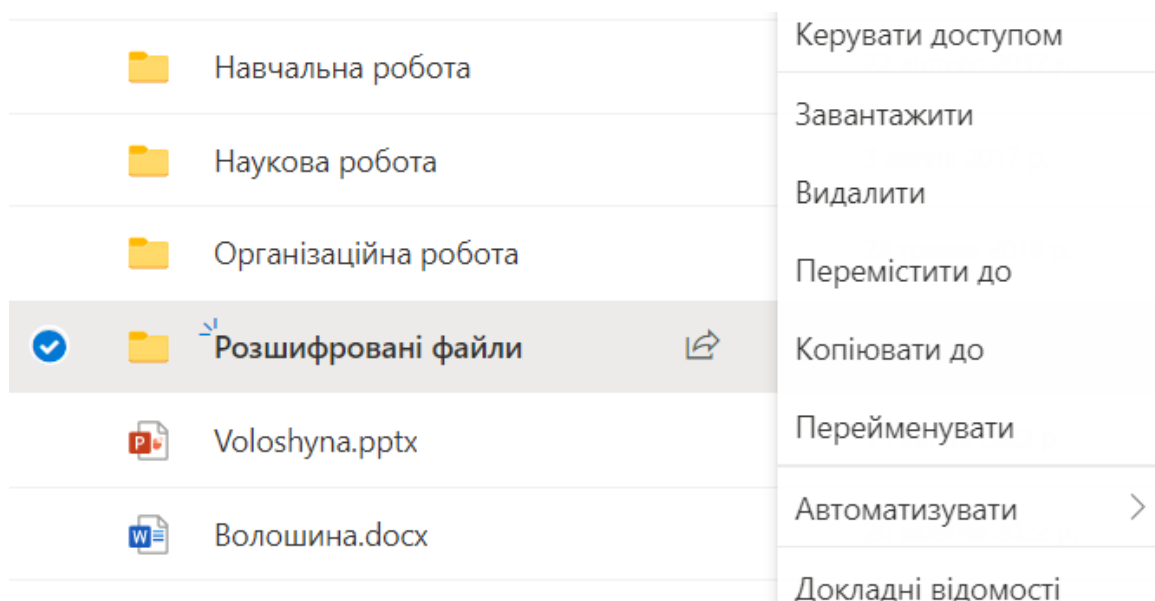 Навчальна робота
Наукова робота
Організаційна робота
Розшифровані файли
Voloshyna.pptx
Волошина.docx
Керувати доступом
Завантажити
Видалити
Перемістити до
Копіювати до
Перейменувати
Автоматизувати
Докладні відомості